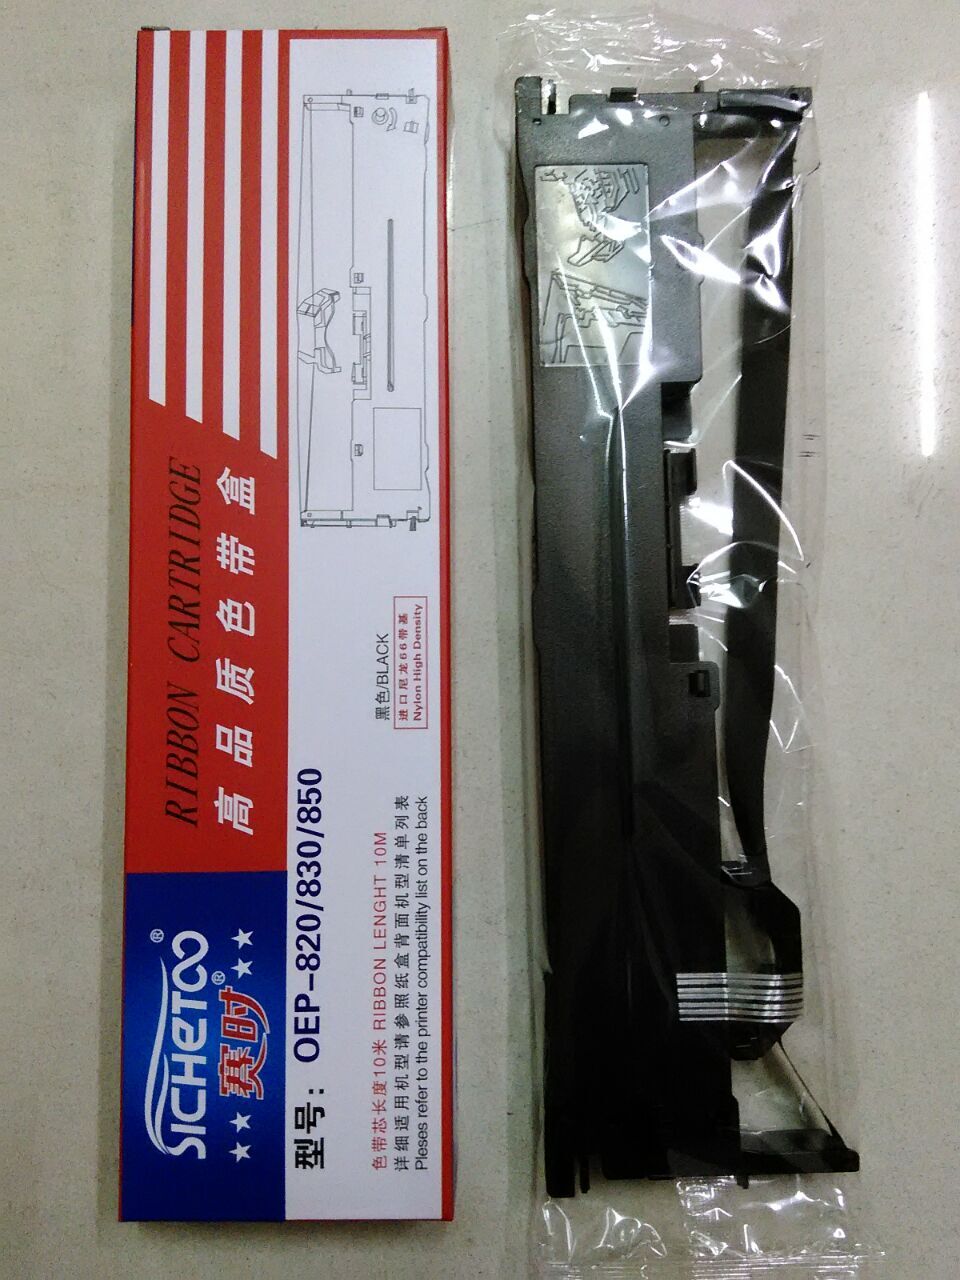 RIBBON CARTRIDGE
高品质色带盒
SICHETOO®
赛时®
型号：OEP-820/830/850
黑色/BLACK
进口尼龙66带基
Nylon High Density
色带芯长度10米 RIBBON LENGHT 10M
详细适用机型请参照纸盒背面机型清单列表
Pleses refer to the printer compatibility list on the back